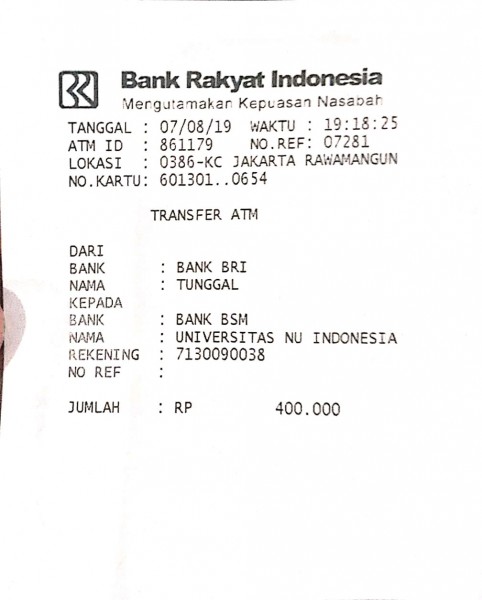 Bank Rakyat Indonesia
Mengutamakan Kepuasan Nasabah
TANGGAL : 07/08/19 WAKTU : 19:18:25
ATM ID : 861179 NO.REF: 07281
LOKASI : 0386-KC JAKARTA RAWAMANGUN
NO.KARTU: 601301..0654
TRANSFER ATM
DARI
BANK : BANK BRI
NAMA : TUNGGAL
KEPADA
BANK : BANK BSM
NAMA : UNIVERSITAS NU INDONESIA
REKENING : 7130090038
NO REF :
JUMLAH : RP 400.000